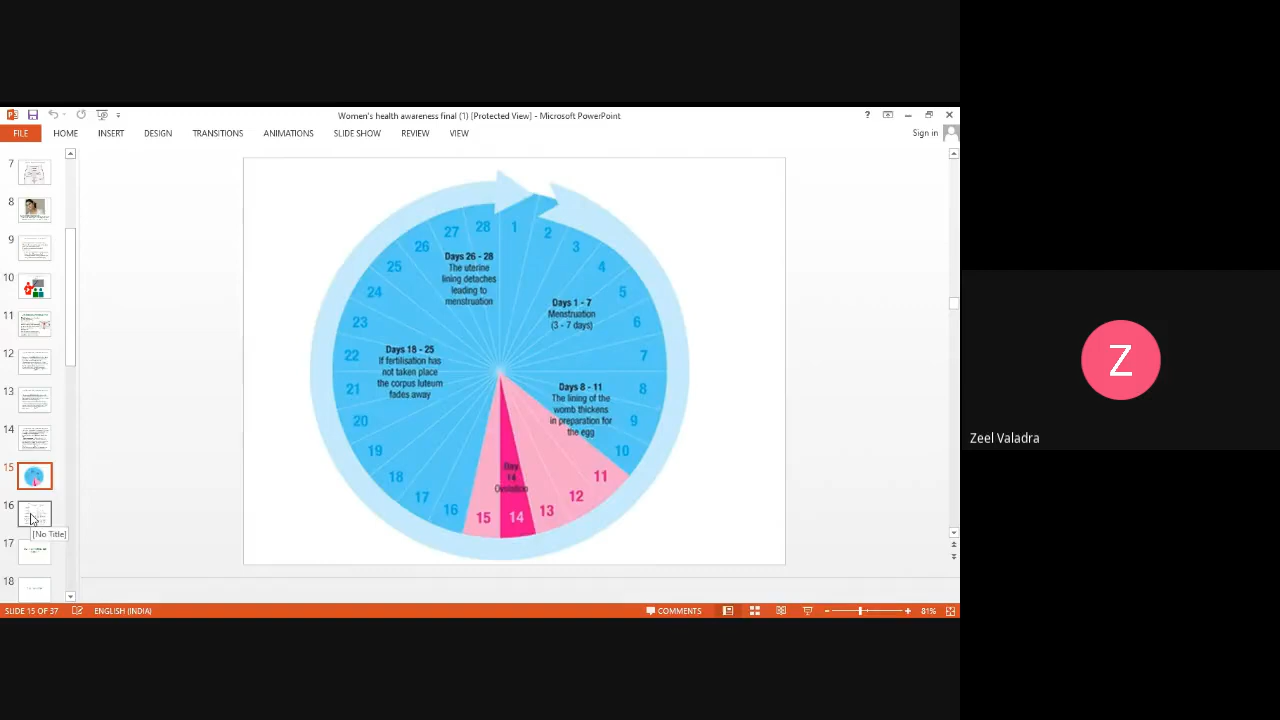 Women's health awareness final (1) [Protected View] - Microsoft PowerPoint
?
FILE HOME INSERT DESIGN TRANSITIONS ANIMATIONS SLIDE SHOW REVIEW VIEW
Sign in
7
8
9
10
11
12
13
14
15
16
[No Title]
17
18
28 1
27 2
26 3
25 4
24 5
23 6
22 7
21 8
20 9
19 10
18 11
17 12
16 13
15 14
Days 26 - 28
The uterine
lining detaches
leading to
menstruation
Days 1 - 7
Menstruation
(3 - 7 days)
Days 18 - 25
If fertilisation has
not taken place
the corpus luteum
fades away
Days 8 - 11
The lining of the
womb thickens
in preparation for
the egg
Day
14
Ovulation
SLIDE 15 OF 37 ENGLISH (INDIA) COMMENTS 81%
Z
Zeel Valadra